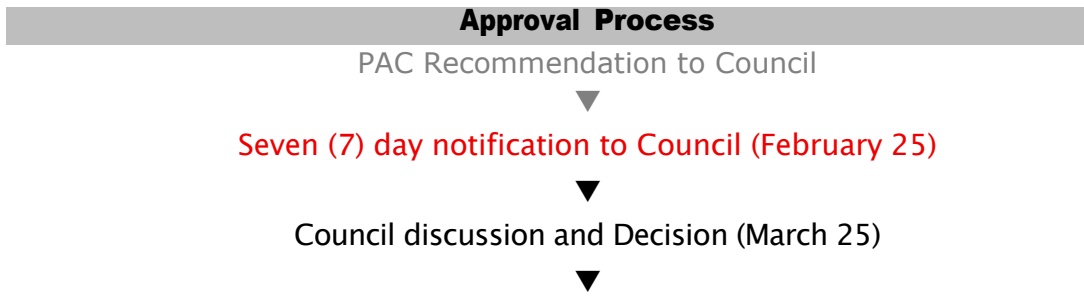 Approval Process
PAC Recommendation to Council
Seven (7) day notification to Council (February 25)
Council discussion and Decision (March 25)